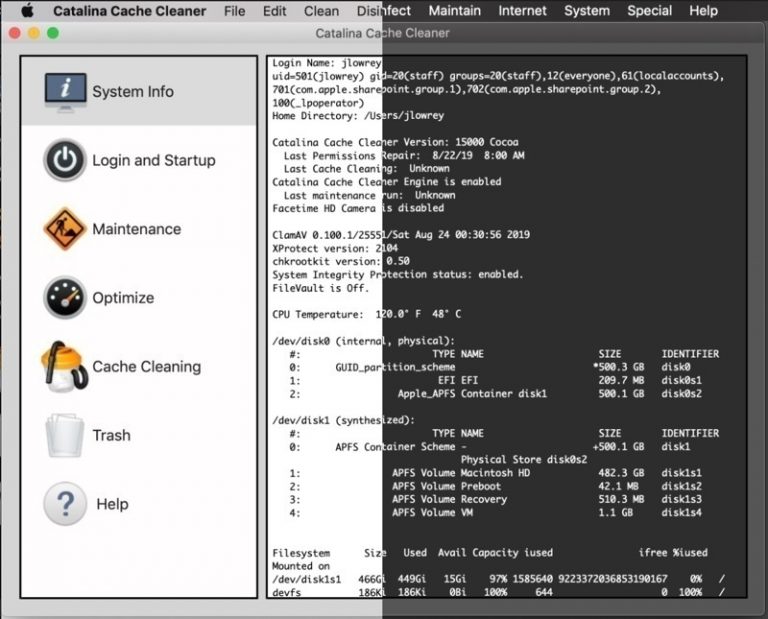 Catalina Cache Cleaner File Edit Clean Disinfect Maintain Internet System Special Help
Catalina Cache Cleaner
System Info
Login and Startup
Maintenance
Optimize
Cache Cleaning
Trash
Help
Login Name: jlowrey
uid=501(jlowrey) gid=20(staff) groups=20(staff),12(everyone),61(localaccounts),
701(com.apple.sharepoint.group.1),702(com.apple.sharepoint.group.2),
100(_lpoperator)
Home Directory: /Users/jlowrey
Catalina Cache Cleaner Version: 15000 Cocoa
Last Permissions Repair: 8/22/19 8:00 AM
Last Cache Cleaning: Unknown
Catalina Cache Cleaner Engine is enabled
Last maintenance run: Unknown
Facetime HD Camera is disabled
ClamAV 0.100.1/25551/Sat Aug 24 00:30:56 2019
XProtect version: 2104
chkrootkit version: 0.50
System Integrity Protection status: enabled.
FileVault is Off.
CPU Temperature: 120.0° F 48° C
/dev/disk0 (internal, physical):
#: TYPE NAME SIZE IDENTIFIER
0: GUID_partition_scheme *500.3 GB disk0
1: EFI EFI 209.7 MB disk0s1
2: Apple_APFS Container disk1 500.1 GB disk0s2
/dev/disk1 (synthesized):
#: TYPE NAME SIZE IDENTIFIER
0: APFS Container Scheme - +500.1 GB disk1
Physical Store disk0s2
1: APFS Volume Macintosh HD 482.3 GB disk1s1
2: APFS Volume Preboot 42.1 MB disk1s2
3: APFS Volume Recovery 510.3 MB disk1s3
4: APFS Volume VM 1.1 GB disk1s4
Filesystem Size Used Avail Capacity iused ifree %iused
Mounted on
/dev/disk1s1 466Gi 449Gi 15Gi 97% 1585640 9223372036853190167 0% /
devfs 186Ki 186Ki 0Bi 100% 644 0 100% /